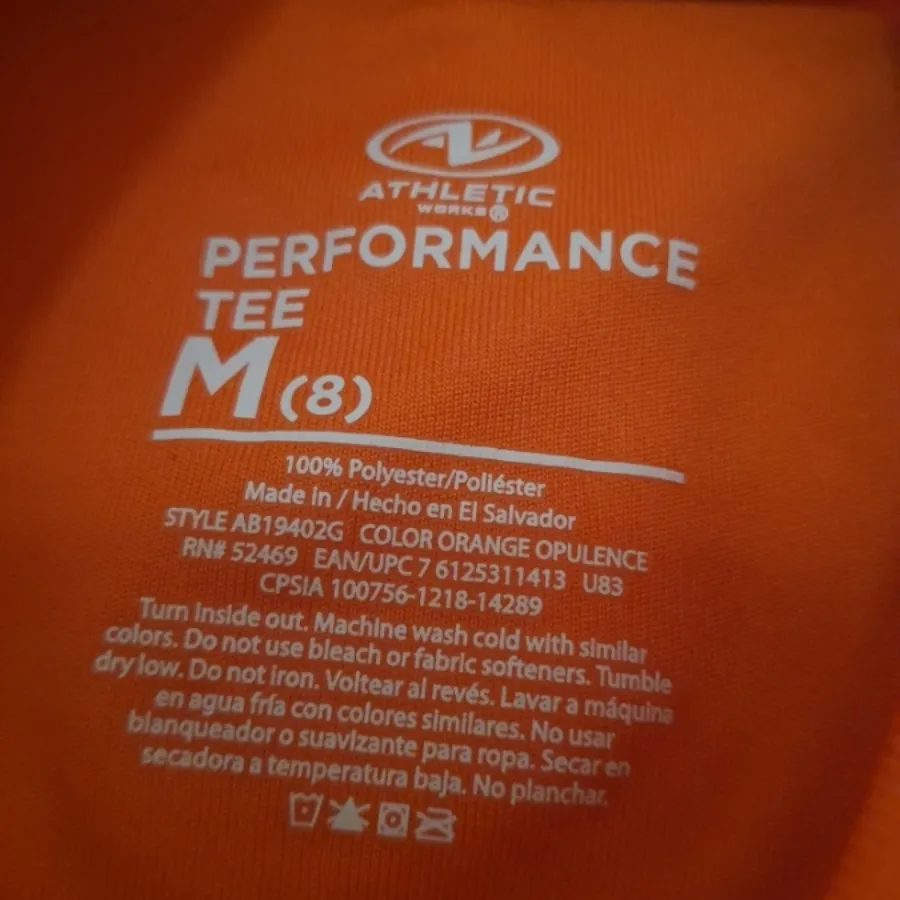 ATHLETIC
WORKS®
PERFORMANCE
TEE
M (8)
100% Polyester/Poliéster
Made in / Hecho en El Salvador
STYLE AB19402G COLOR ORANGE OPULENCE
RN# 52469 EAN/UPC 7 6125311413 U83
CPSIA 100756-1218-14289
Turn inside out. Machine wash cold with similar
colors. Do not use bleach or fabric softeners. Tumble
dry low. Do not iron. Voltear al revés. Lavar a máquina
en agua fría con colores similares. No usar
blanqueador o suavizante para ropa. Secar en
secadora a temperatura baja. No planchar.